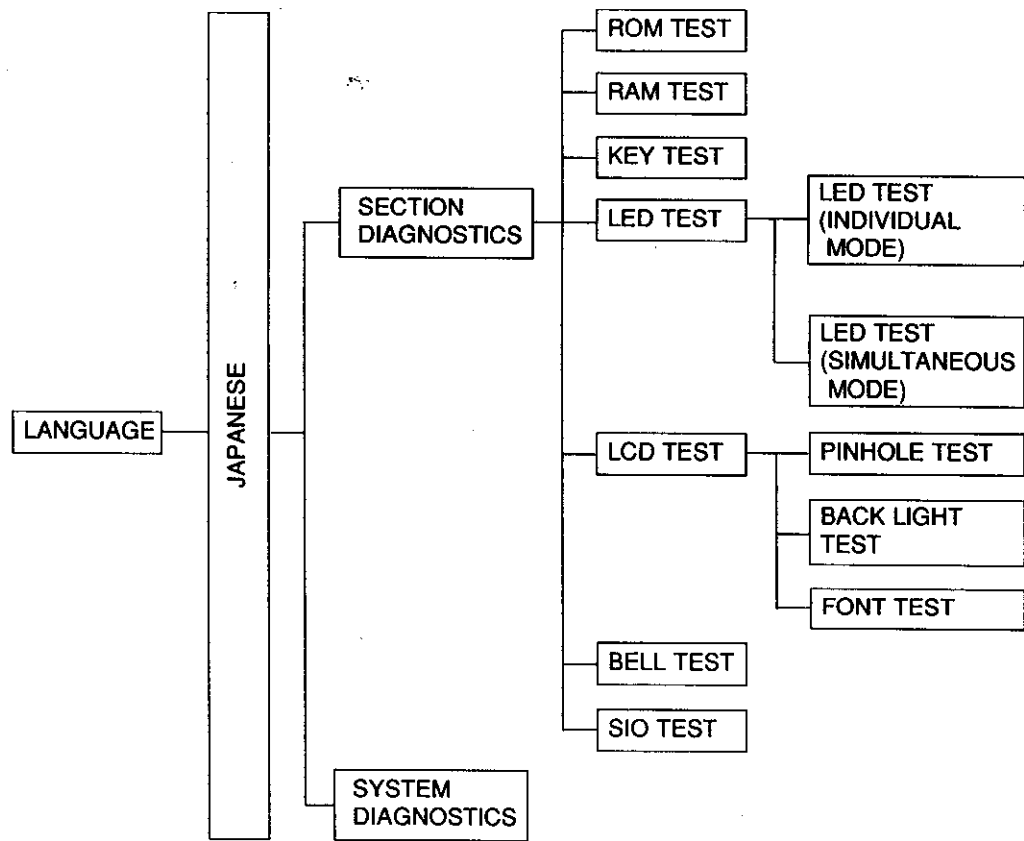 LANGUAGE
JAPANESE
SECTION
DIAGNOSTICS
SYSTEM
DIAGNOSTICS
ROM TEST
RAM TEST
KEY TEST
LED TEST
LCD TEST
BELL TEST
SIO TEST
LED TEST
(INDIVIDUAL
MODE)
LED TEST
(SIMULTANEOUS
MODE)
PINHOLE TEST
BACK LIGHT
TEST
FONT TEST